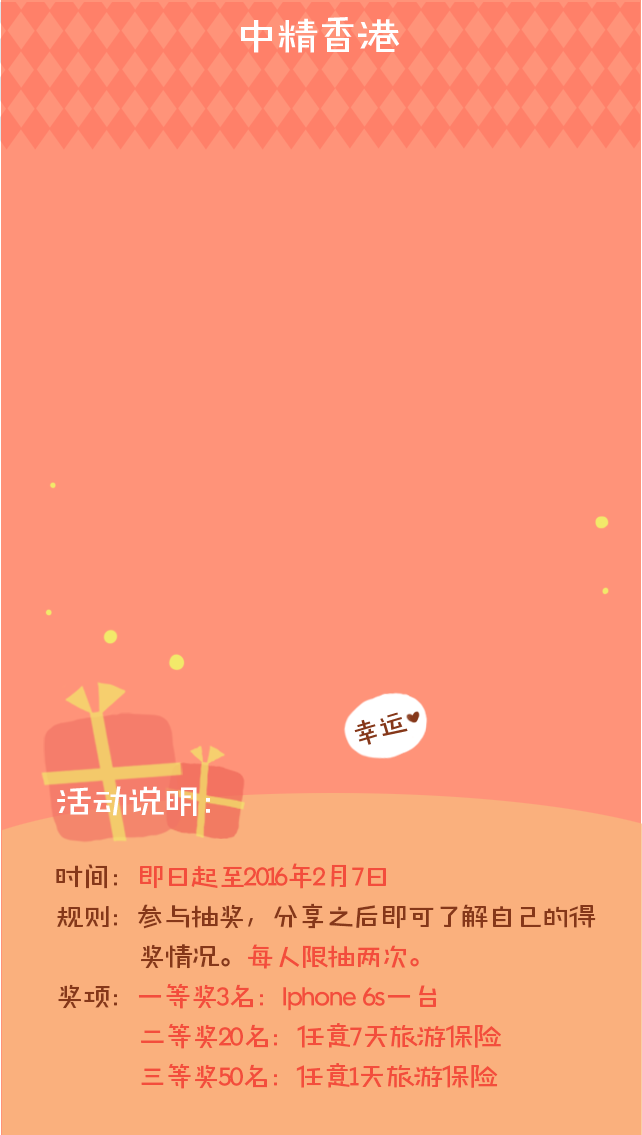 中精香港
幸运
活动说明：
时间：即日起至2016年2月7日
规则：参与抽奖，分享之后即可了解自己的得
奖情况。每人限抽两次。
奖项：一等奖3名：Iphone 6s一台
二等奖20名：任意7天旅游保险
三等奖50名：任意1天旅游保险